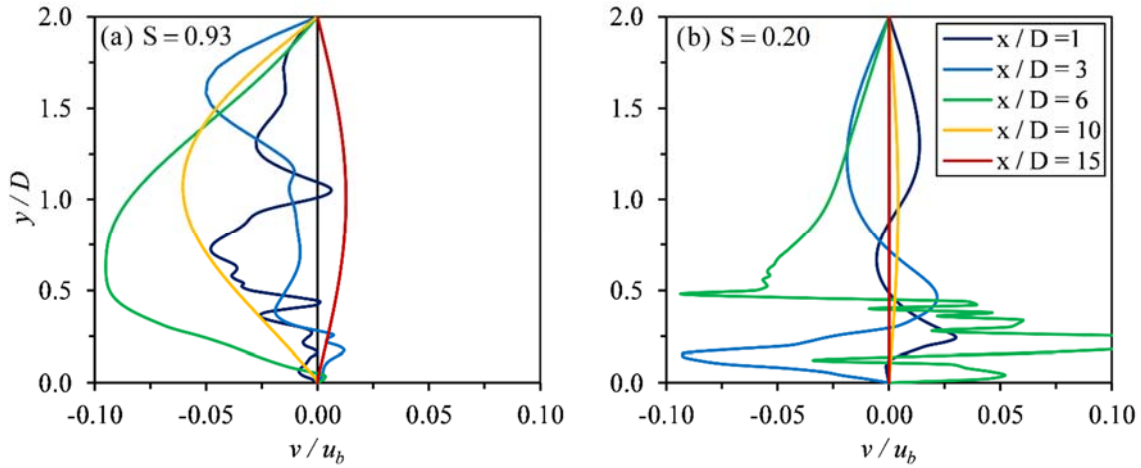 (a) S = 0.93
2.0
1.5
1.0
0.5
0.0
y / D
-0.10
-0.05
0.00
0.05
0.10
v / u_b
(b) S = 0.20
x / D =1
x / D = 3
x / D = 6
x / D = 10
x / D = 15
2.0
1.5
1.0
0.5
0.0
-0.10
-0.05
0.00
0.05
0.10
v / u_b